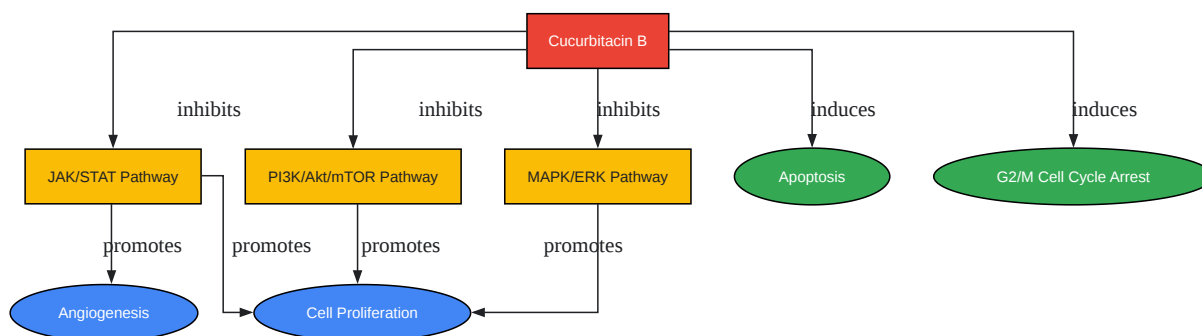 Cucurbitacin B
inhibits
inhibits
inhibits
induces
induces
JAK/STAT Pathway
PI3K/Akt/mTOR Pathway
MAPK/ERK Pathway
Apoptosis
G2/M Cell Cycle Arrest
promotes
promotes
promotes
promotes
Angiogenesis
Cell Proliferation